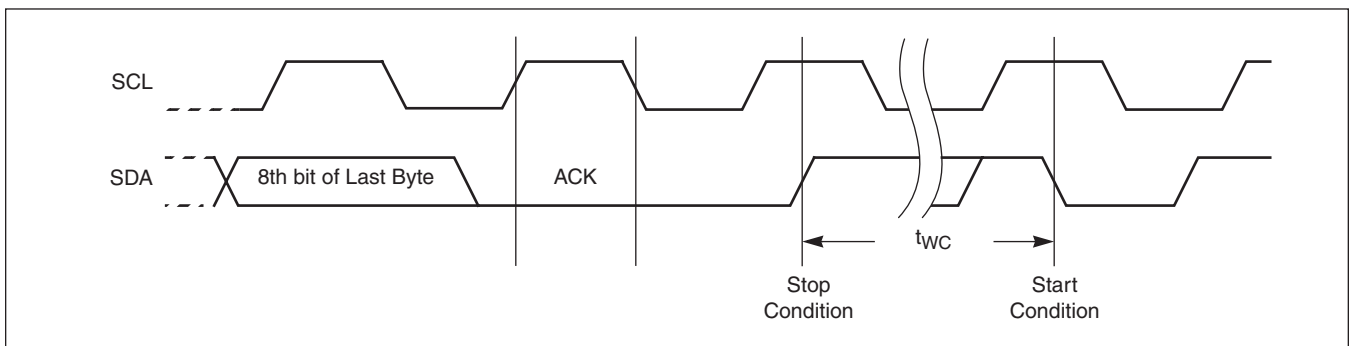 SCL
SDA
8th bit of Last Byte
ACK
tWC
Stop
Condition
Start
Condition